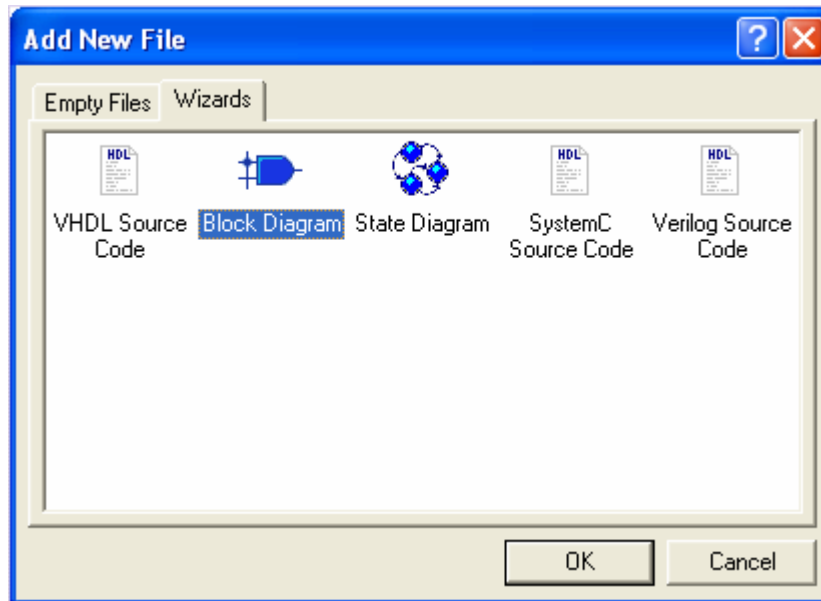 Add New File
Empty Files
Wizards
HDL
HDL
HDL
VHDL Source
Code
Block Diagram
State Diagram
SystemC
Source Code
Verilog Source
Code
OK
Cancel